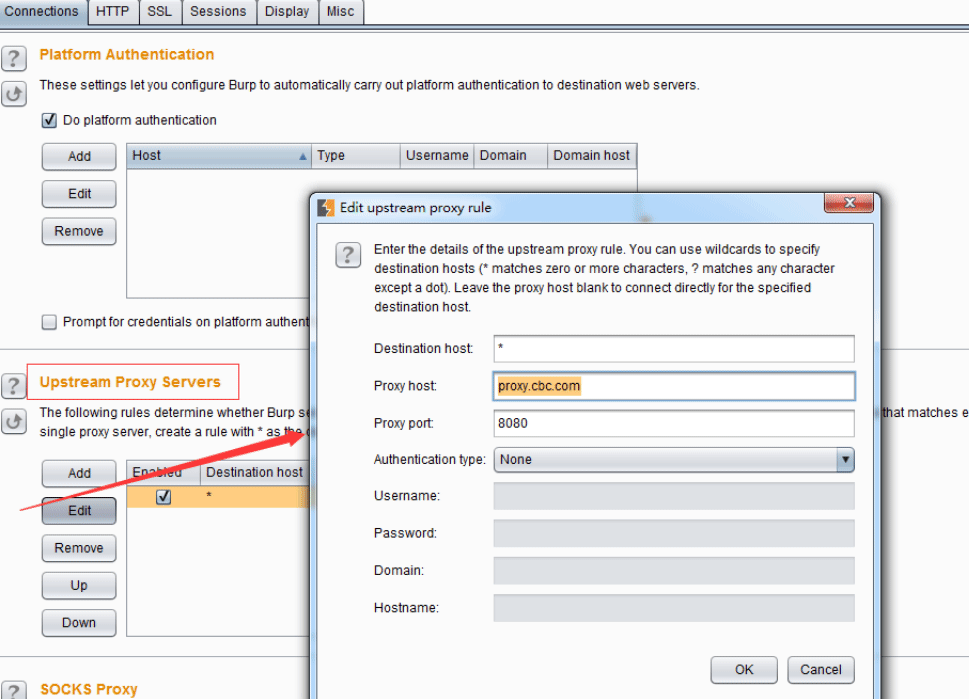 Connections HTTP SSL Sessions Display Misc
Platform Authentication
These settings let you configure Burp to automatically carry out platform authentication to destination web servers.
Do platform authentication
Add
Host Type Username Domain Domain host
Edit
Remove
Prompt for credentials on platform authent
Upstream Proxy Servers
The following rules determine whether Burp se
that matches e
single proxy server, create a rule with * as the d
Add
Enabled Destination host
*
Edit
Remove
Up
Down
SOCKS Proxy
Edit upstream proxy rule
Enter the details of the upstream proxy rule. You can use wildcards to specify
destination hosts (* matches zero or more characters, ? matches any character
except a dot). Leave the proxy host blank to connect directly for the specified
destination host.
Destination host: *
Proxy host: proxy.cbc.com
Proxy port: 8080
Authentication type: None
Username:
Password:
Domain:
Hostname:
OK Cancel